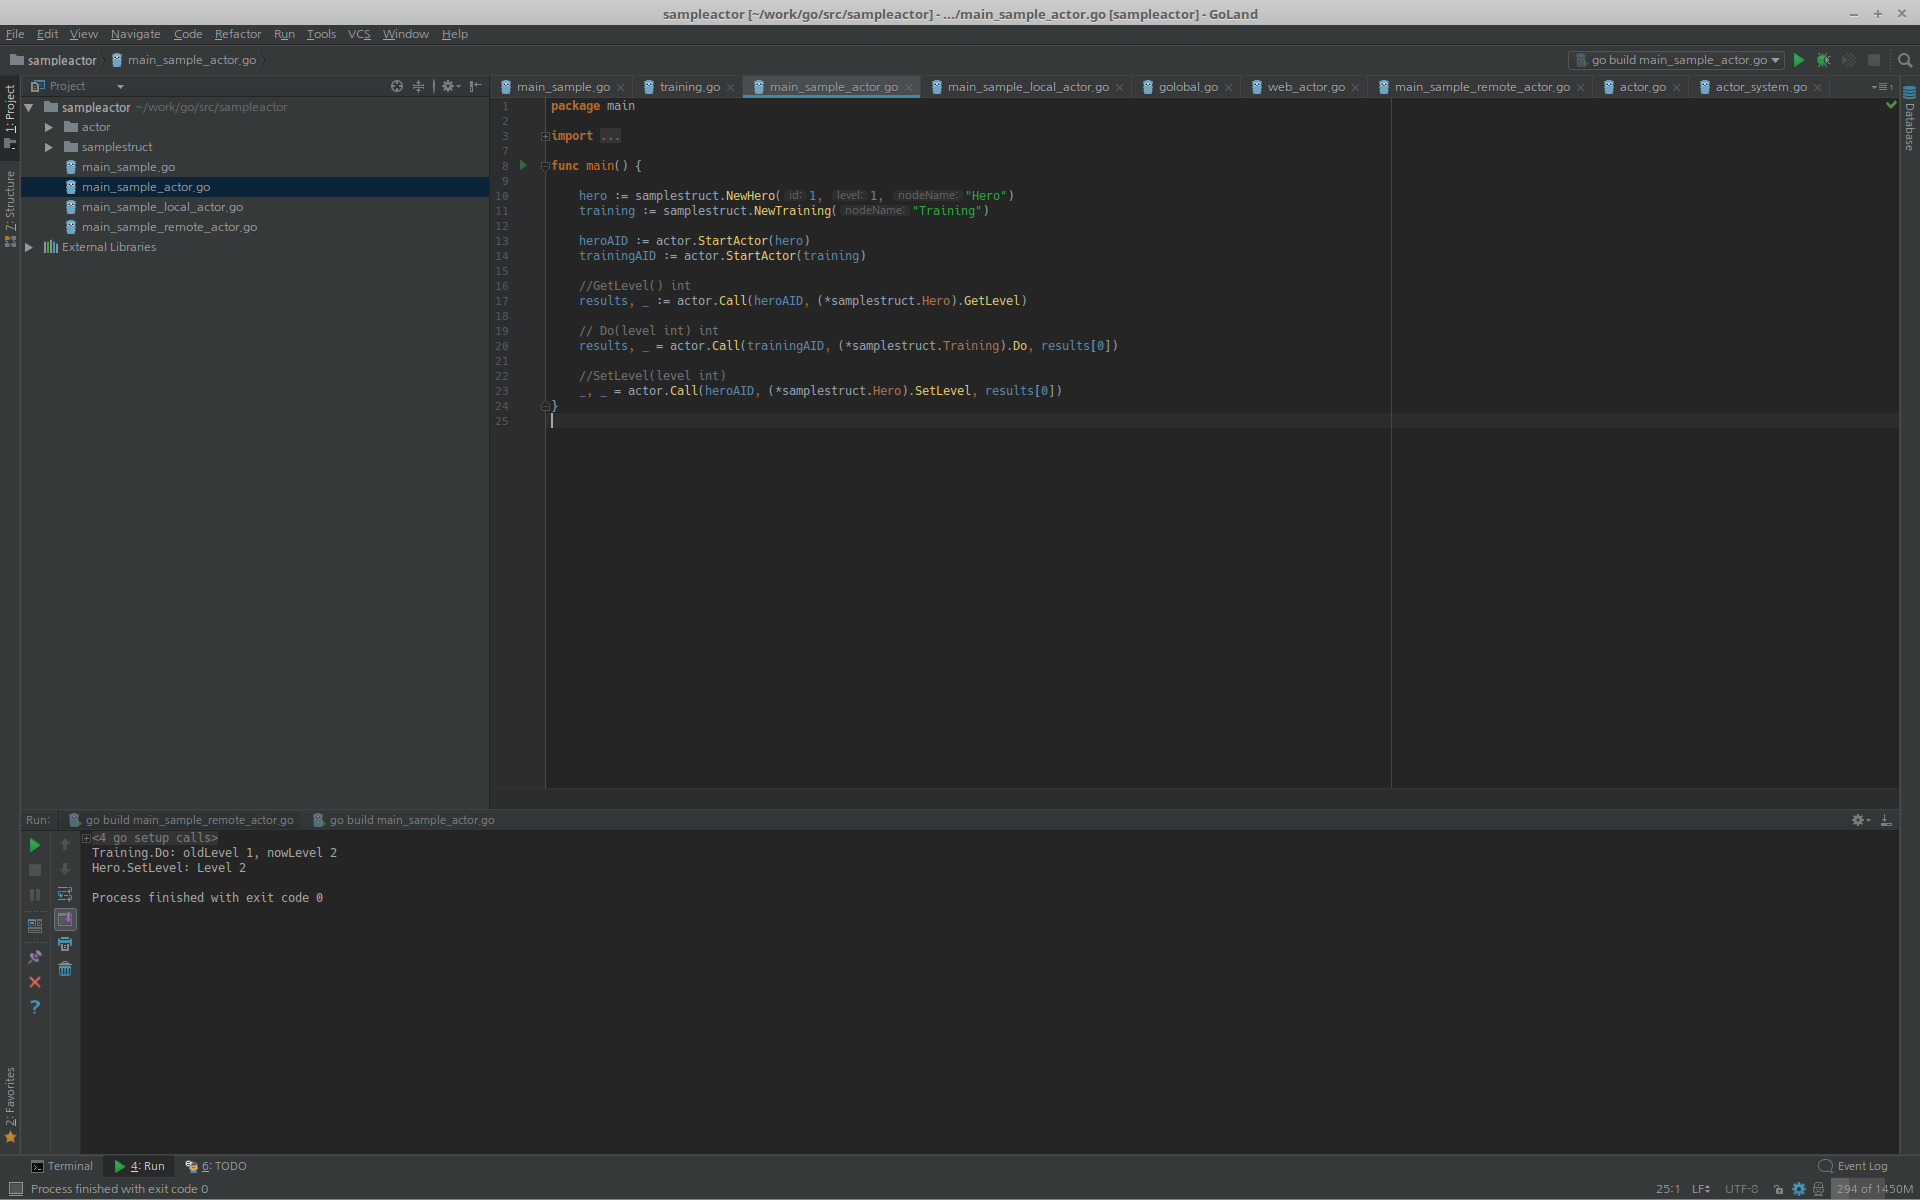 sampleactor [~/work/go/src/sampleactor] - .../main_sample_actor.go [sampleactor] - GoLand
File Edit View Navigate Code Refactor Run Tools VCS Window Help
sampleactor main_sample_actor.go
go build main_sample_actor.go
1: Project
Project
main_sample.go training.go main_sample_actor.go main_sample_local_actor.go golobal.go web_actor.go main_sample_remote_actor.go actor.go actor_system.go
Database
sampleactor ~/work/go/src/sampleactor
actor
samplestruct
main_sample.go
main_sample_actor.go
main_sample_local_actor.go
main_sample_remote_actor.go
External Libraries
Z: Structure
1 package main
2
3 import ...
7
8 func main() {
9
10 hero := samplestruct.NewHero( id: 1, level: 1, nodeName: "Hero")
11 training := samplestruct.NewTraining( nodeName: "Training")
12
13 heroAID := actor.StartActor(hero)
14 trainingAID := actor.StartActor(training)
15
16 //GetLevel() int
17 results, _ := actor.Call(heroAID, (*samplestruct.Hero).GetLevel)
18
19 // Do(level int) int
20 results, _ = actor.Call(trainingAID, (*samplestruct.Training).Do, results[0])
21
22 //SetLevel(level int)
23 _, _ = actor.Call(heroAID, (*samplestruct.Hero).SetLevel, results[0])
24 }
25
Run: go build main_sample_remote_actor.go go build main_sample_actor.go
<4 go setup calls>
Training.Do: oldLevel 1, nowLevel 2
Hero.SetLevel: Level 2
Process finished with exit code 0
2: Favorites
Terminal 4: Run 6: TODO Event Log
Process finished with exit code 0 25:1 LF UTF-8 294 of 1450M